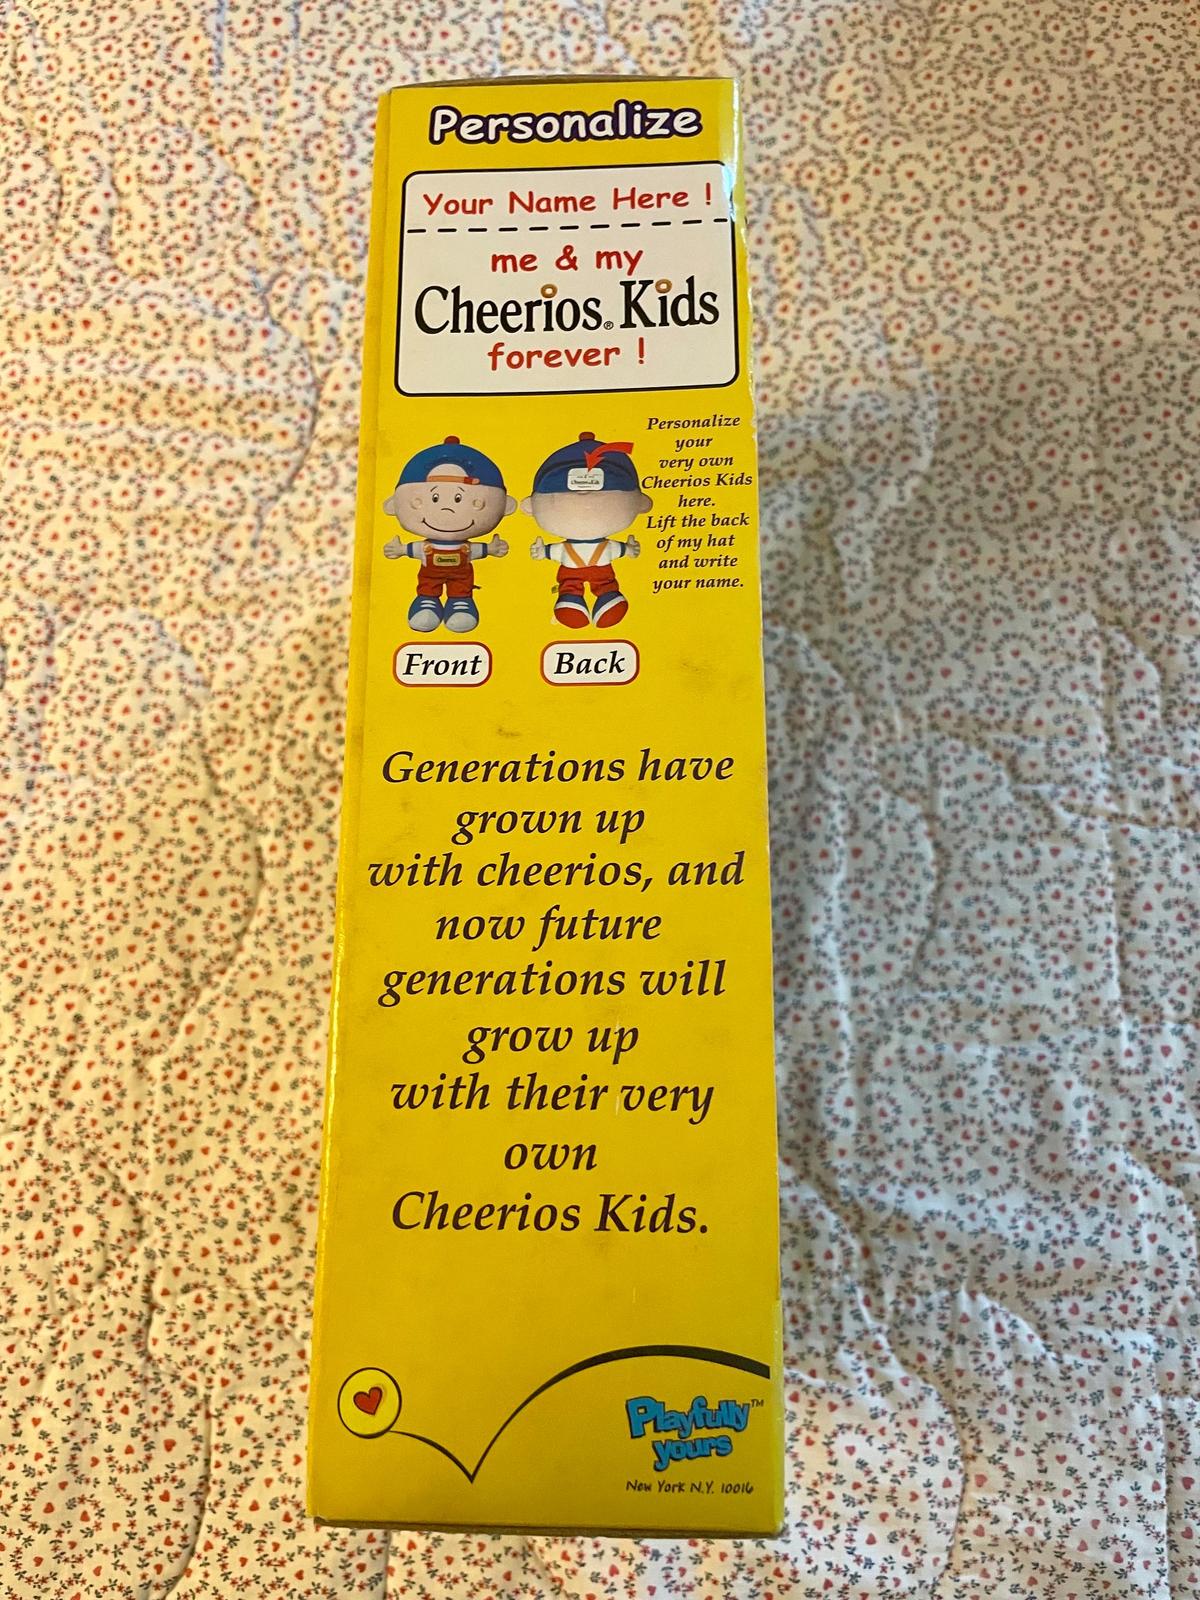 Personalize
Your Name Here !
me & my
Cheerios® Kids
forever !
Personalize
your
very own
Cheerios Kids
here.
Lift the back
of my hat
and write
your name.
Front
Back
Generations have
grown up
with cheerios, and
now future
generations will
grow up
with their very
own
Cheerios Kids.
Playfully™
yours
New York N.Y. 10016